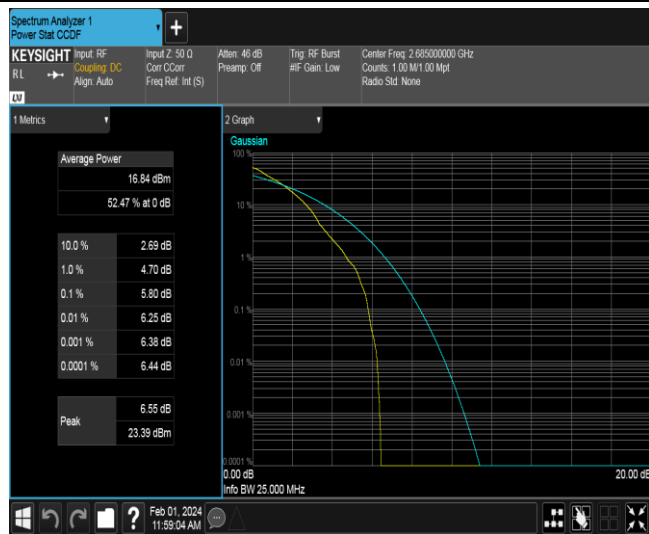 Spectrum Analyzer 1
Power Stat CCDF
+
KEYSIGHT
RL
LXI
Input: RF
Coupling: DC
Align: Auto
Input Z: 50 Ω
Corr CCorr
Freq Ref: Int (S)
Atten: 46 dB
Preamp: Off
Trig: RF Burst
#IF Gain: Low
Center Freq: 2.685000000 GHz
Counts: 1.00 M/1.00 Mpt
Radio Std: None
1 Metrics
Average Power
16.84 dBm
52.47 % at 0 dB
10.0 % 2.69 dB
1.0 % 4.70 dB
0.1 % 5.80 dB
0.01 % 6.25 dB
0.001 % 6.38 dB
0.0001 % 6.44 dB
Peak
6.55 dB
23.39 dBm
2 Graph
Gaussian
100 %
10 %
1 %
0.1 %
0.01 %
0.001 %
0.0001 %
0.00 dB
20.00 dB
Info BW 25.000 MHz
?
Feb 01, 2024
11:59:04 AM